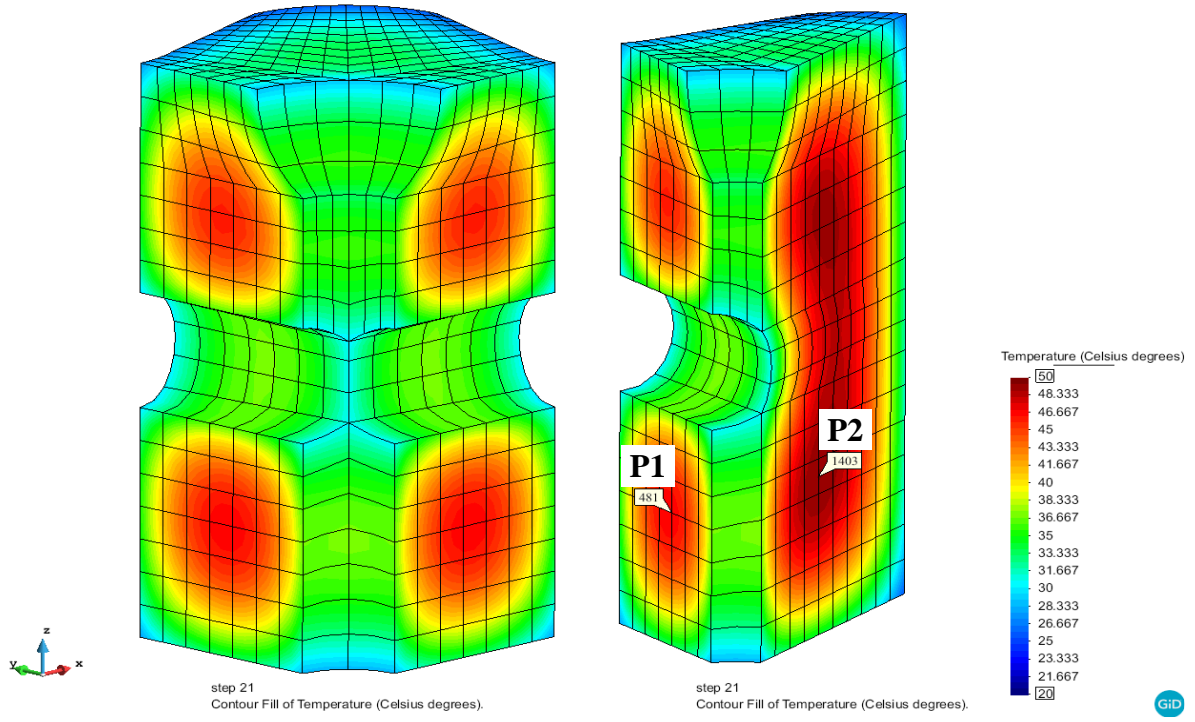 P2
1403
P1
481
Temperature (Celsius degrees)
50
48.333
46.667
45
43.333
41.667
40
38.333
36.667
35
33.333
31.667
30
28.333
26.667
25
23.333
21.667
20
z
y
x
step 21
Contour Fill of Temperature (Celsius degrees).
step 21
Contour Fill of Temperature (Celsius degrees).
GiD